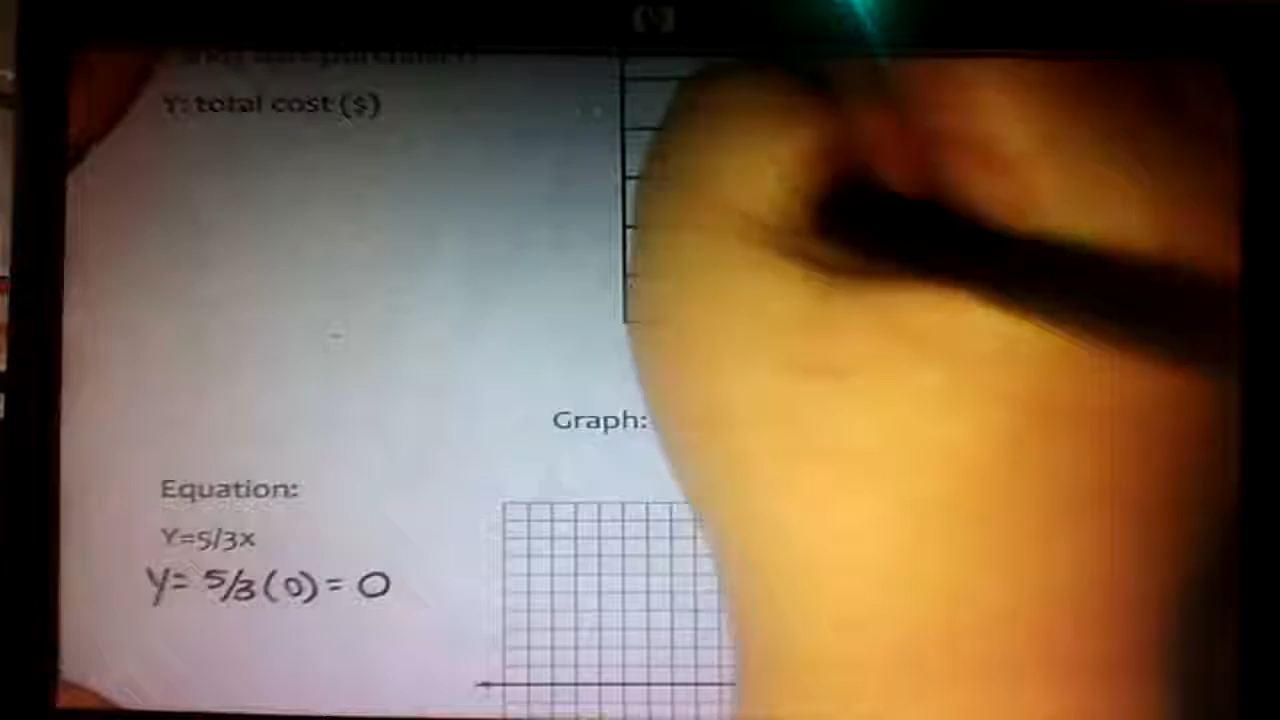 Y: total cost ($)
Graph:
Equation:
Y=5/3x
y= 5/3(0)= 0